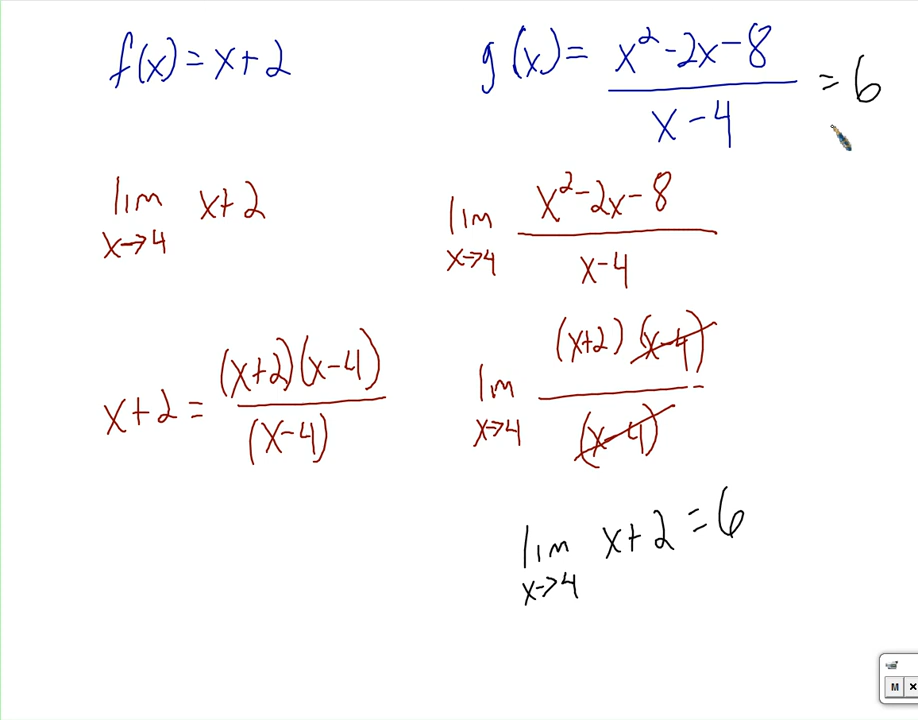 f(x) = x+2
g(x) = x²-2x-8 / x-4 = 6
lim x→4 x+2
lim x→4 x²-2x-8 / x-4
x+2 = (x+2)(x-4) / (x-4)
lim x→4 (x+2)(x-4) / (x-4)
lim x→4 x+2 = 6
M x